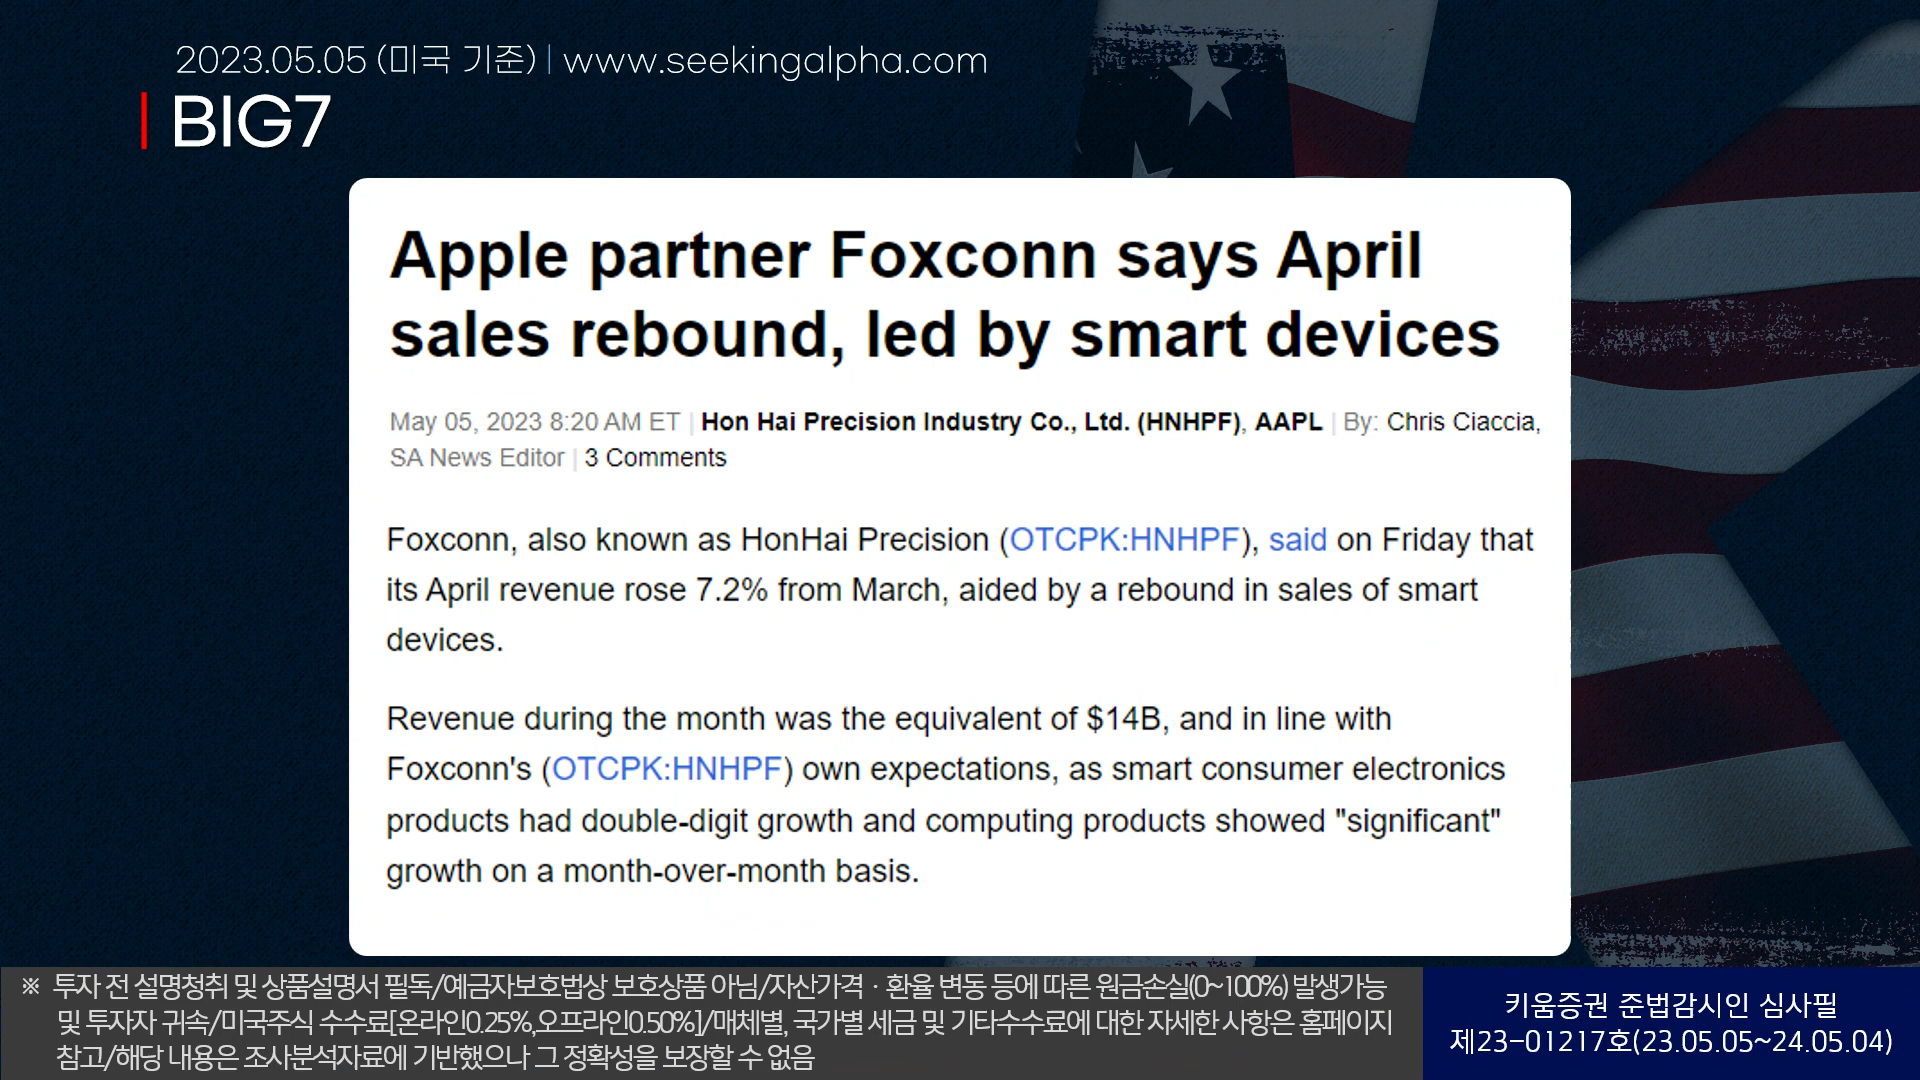 2023.05.05 (미국 기준) | www.seekingalpha.com
BIG7
Apple partner Foxconn says April
sales rebound, led by smart devices
May 05, 2023 8:20 AM ET | Hon Hai Precision Industry Co., Ltd. (HNHPF), AAPL | By: Chris Ciaccia,
SA News Editor | 3 Comments
Foxconn, also known as HonHai Precision (OTCPK:HNHPF), said on Friday that
its April revenue rose 7.2% from March, aided by a rebound in sales of smart
devices.
Revenue during the month was the equivalent of $14B, and in line with
Foxconn's (OTCPK:HNHPF) own expectations, as smart consumer electronics
products had double-digit growth and computing products showed "significant"
growth on a month-over-month basis.
※ 투자 전 설명청취 및 상품설명서 필독/예금자보호법상 보호상품 아님/자산가격 · 환율 변동 등에 따른 원금손실(0~100%) 발생가능
및 투자자 귀속/미국주식 수수료[온라인0.25%,오프라인0.50%]/매체별, 국가별 세금 및 기타수수료에 대한 자세한 사항은 홈페이지
참고/해당 내용은 조사분석자료에 기반했으나 그 정확성을 보장할 수 없음
키움증권 준법감시인 심사필
제23-01217호(23.05.05~24.05.04)